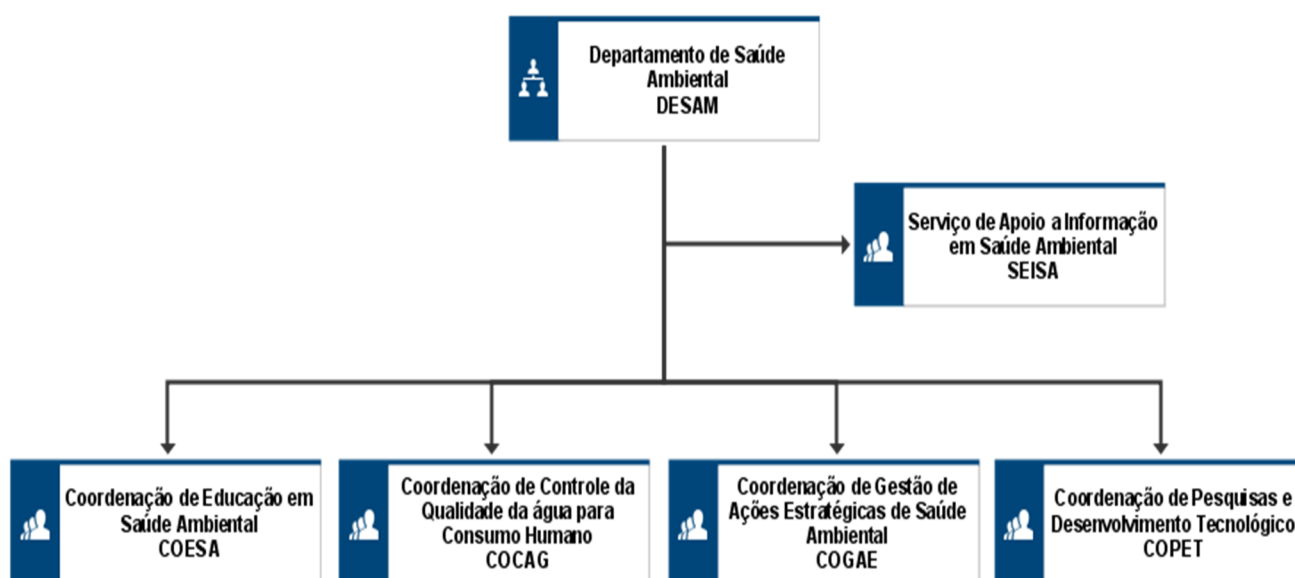 Departamento de Saúde
Ambiental
DESAM
Serviço de Apoio a Informação
em Saúde Ambiental
SEISA
Coordenação de Educação em
Saúde Ambiental
COESA
Coordenação de Controle da
Qualidade da água para
Consumo Humano
COCAG
Coordenação de Gestão de
Ações Estratégicas de Saúde
Ambiental
COGAE
Coordenação de Pesquisas e
Desenvolvimento Tecnológico
COPET